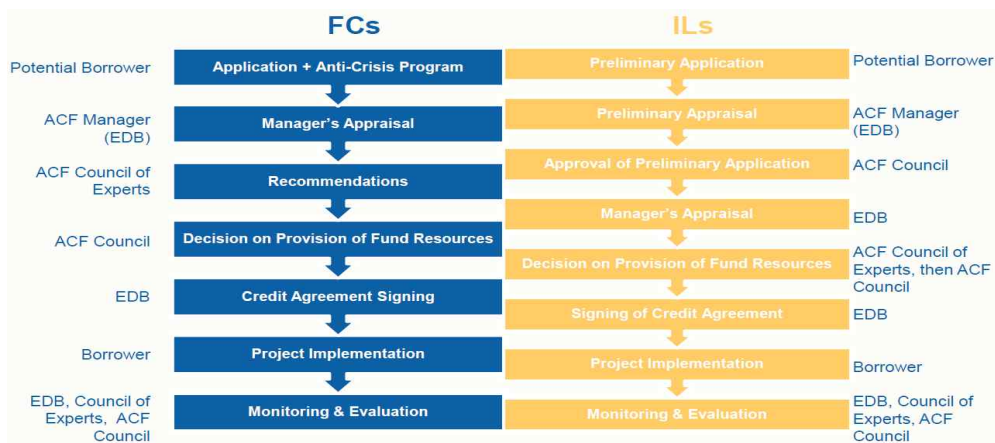 FCs
ILs
Potential Borrower
Application + Anti-Crisis Program
Preliminary Application
Potential Borrower
ACF Manager
(EDB)
Manager's Appraisal
Preliminary Appraisal
ACF Manager
(EDB)
ACF Council of
Experts
Recommendations
Approval of Preliminary Application
ACF Council
Manager's Appraisal
EDB
ACF Council
Decision on Provision of Fund Resources
Decision on Provision of Fund Resources
ACF Council of
Experts, then ACF
Council
EDB
Credit Agreement Signing
Signing of Credit Agreement
EDB
Borrower
Project Implementation
Project Implementation
Borrower
EDB, Council of
Experts, ACF
Council
Monitoring & Evaluation
Monitoring & Evaluation
EDB, Council of
Experts, ACF
Council